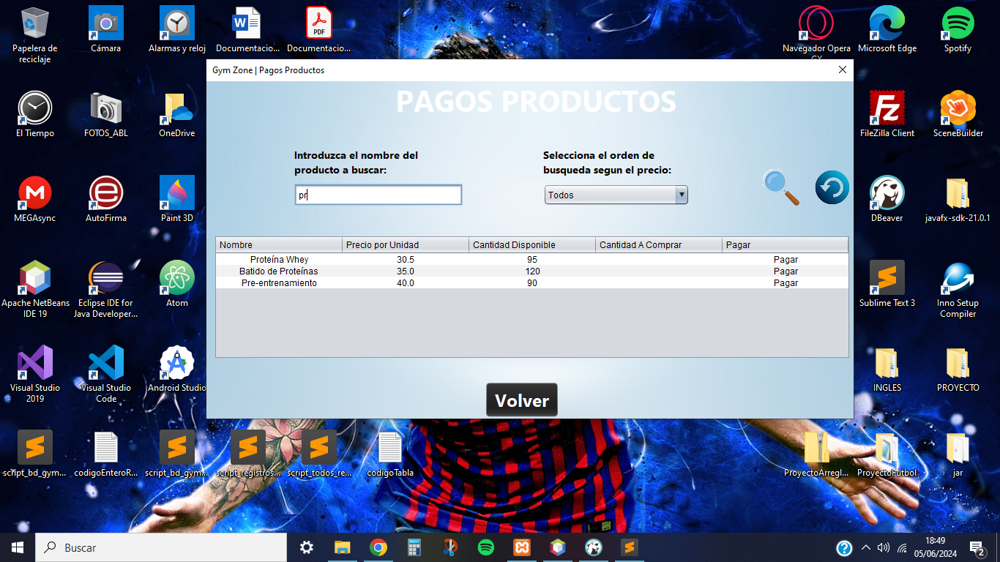 Papelera de
reciclaje
Cámara
Alarmas y reloj
Documentacio...
Documentacio...
PDF
Navegador Opera
Microsoft Edge
Spotify
Gym Zone | Pagos Productos
PAGOS PRODUCTOS
El Tiempo
FOTOS_ABL
OneDrive
FileZilla Client
SceneBuilder
Introduzca el nombre del
producto a buscar:
pr
Selecciona el orden de
busqueda segun el precio:
Todos
MEGAsync
AutoFirma
Paint 3D
DBeaver
javafx-sdk-21.0.1
Nombre Precio por Unidad Cantidad Disponible Cantidad A Comprar Pagar
Proteína Whey 30.5 95 Pagar
Batido de Proteínas 35.0 120 Pagar
Pre-entrenamiento 40.0 90 Pagar
Apache NetBeans
IDE 19
Eclipse IDE for
Java Developer...
Atom
Sublime Text 3
Inno Setup
Compiler
Visual Studio
2019
Visual Studio
Code
Android Studio
INGLES
PROYECTO
Volver
script_bd_gym...
codigoEnteroR...
script_bd_gym...
script_registros...
script_todos_re...
codigoTabla
ProyectoArregl...
ProyectoFutbol
jar
Buscar
18:49
05/06/2024
2